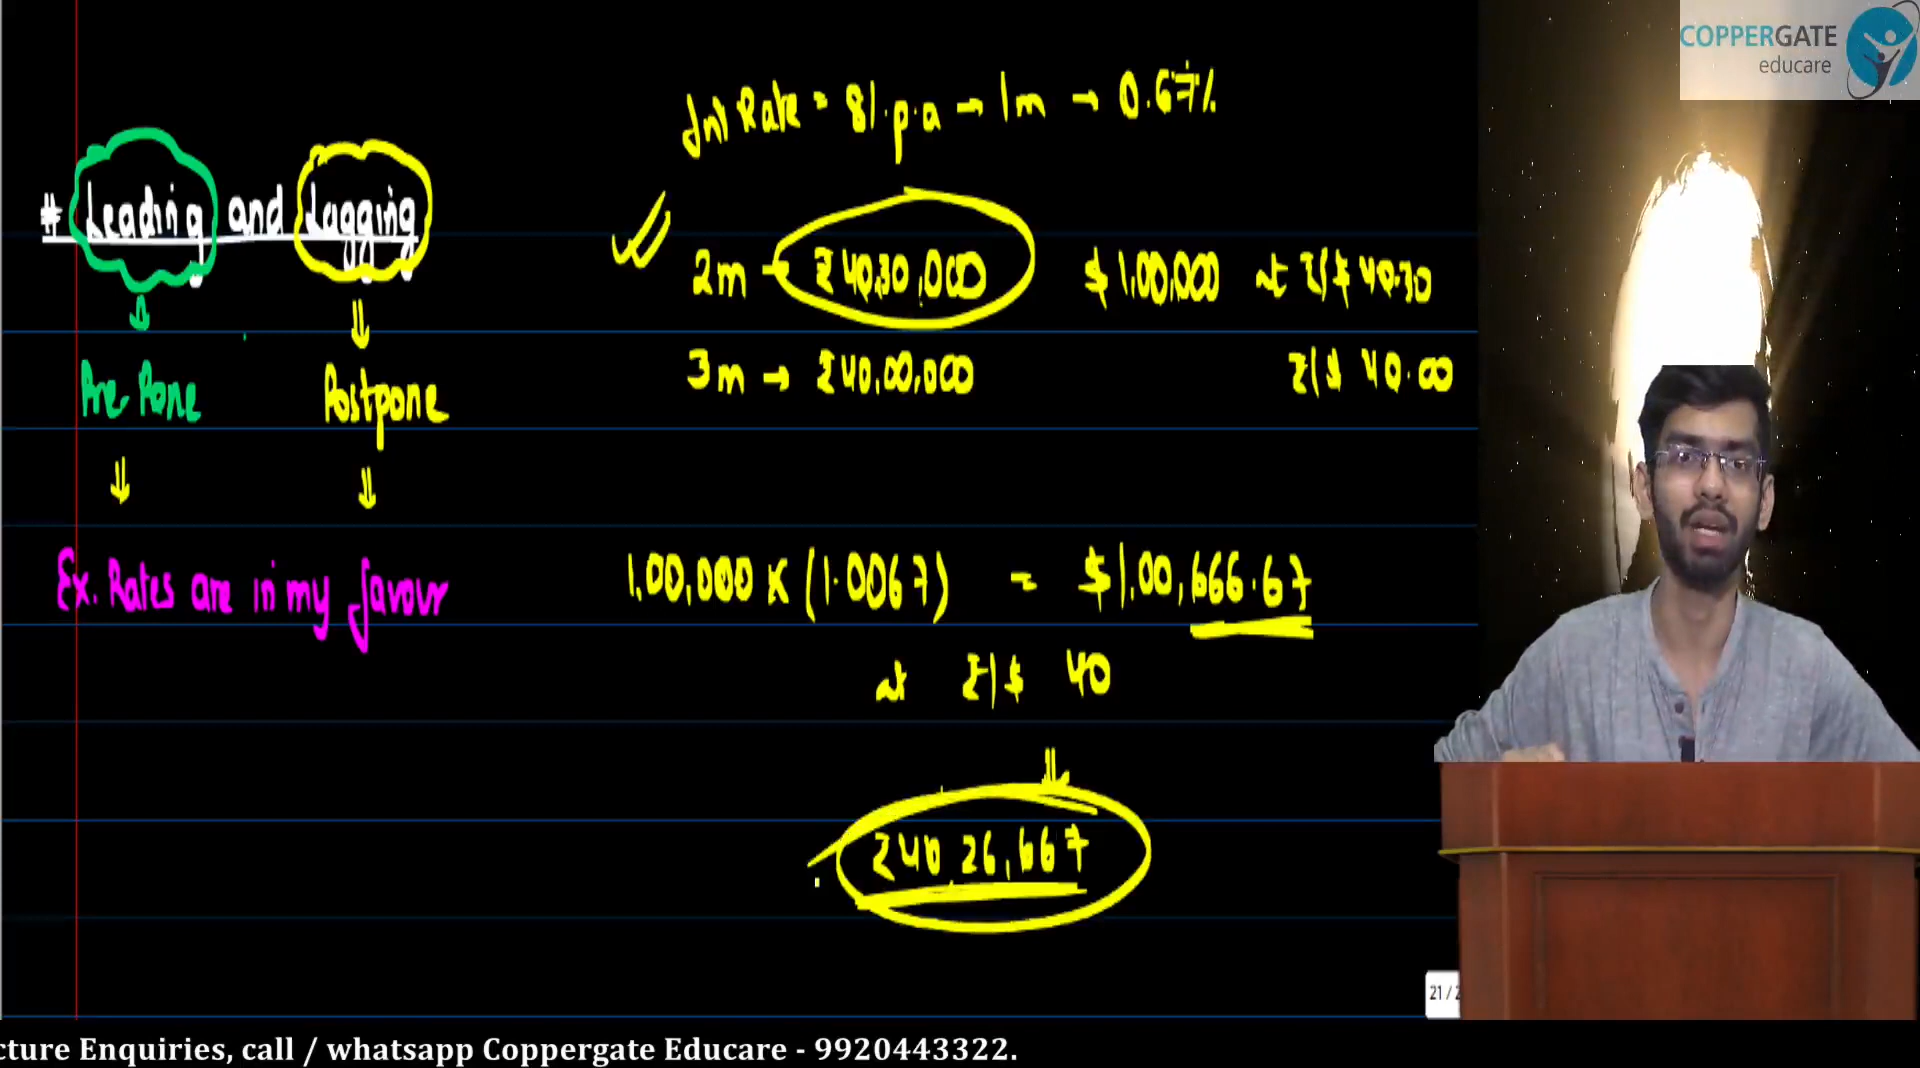 COPPERGATE
educare
Int Rate = 8%.p.a → 1m → 0.67%
# Leading and Lagging
2m → ₹40,30,000 $1,00,000 at ₹/$ 40.30
3m → ₹40,00,000 ₹/$ 40.00
Pre Pone Postpone
Ex. Rates are in my favour
1,00,000 × (1.0067) = $1,00,666.67
at ₹/$ 40
₹40,26,667
21 / 2
cture Enquiries, call / whatsapp Coppergate Educare - 9920443322.